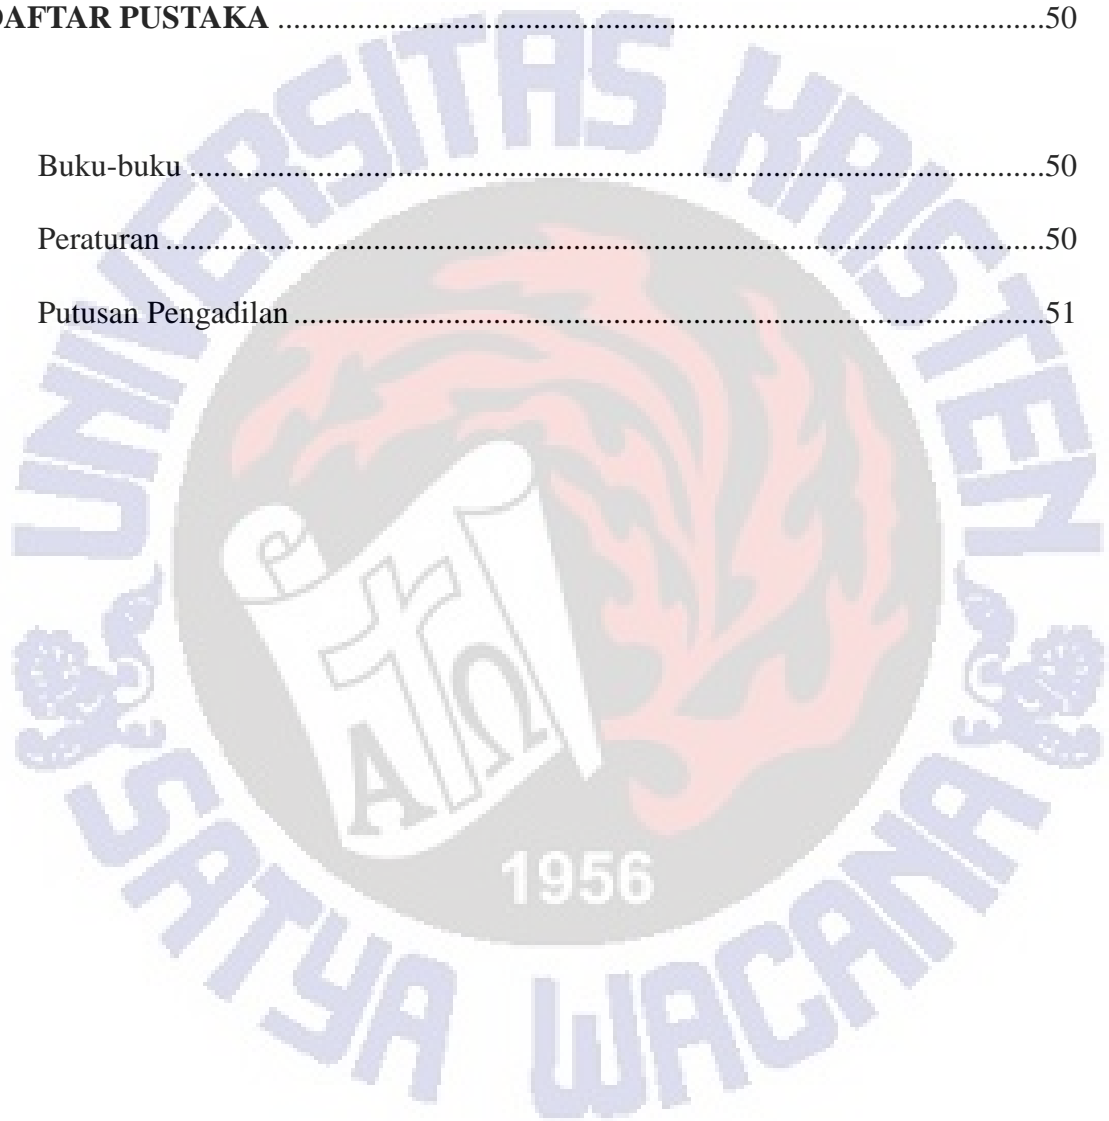 DAFTAR PUSTAKA ........................................................................................................50
Buku-buku ....................................................................................................................50
Peraturan .......................................................................................................................50
Putusan Pengadilan ......................................................................................................51
UNIVERSITAS KRISTEN
SATYA WACANA
Α Ω
1956